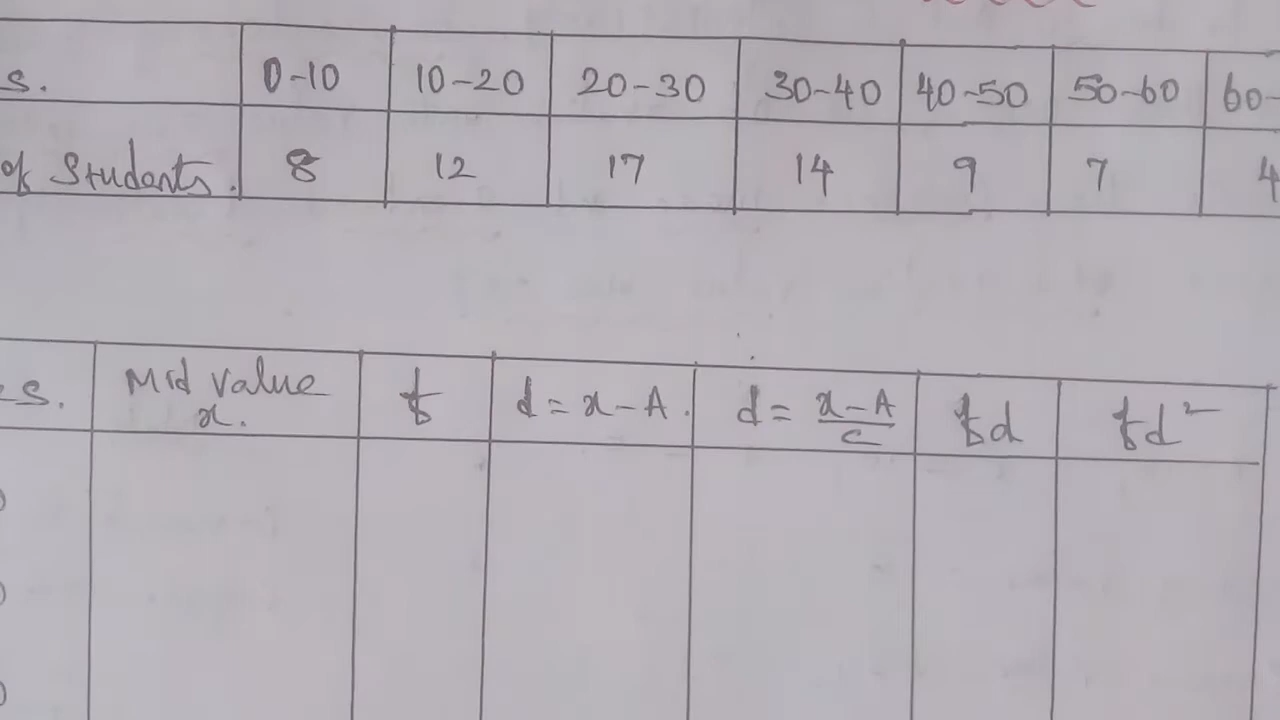 s. 0-10 10-20 20-30 30-40 40-50 50-60 60-
of Students. 8 12 17 14 9 7 4
s. Mid value x. f d = x - A. d = x-A/c fd fd²